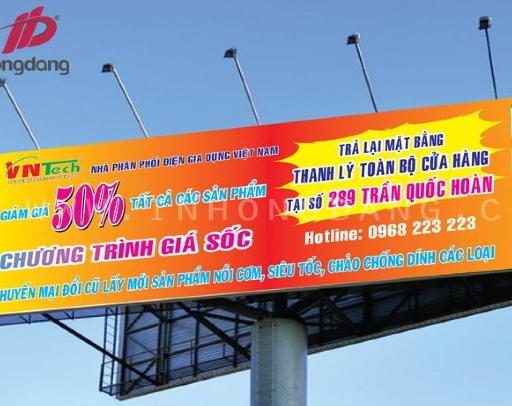 ongdang
VNTech
NHÀ PHÂN PHỐI ĐIỆN GIA DỤNG VIỆT NAM
GIẢM GIÁ 50% TẤT CẢ CÁC SẢN PHẨM
CHƯƠNG TRÌNH GIÁ SỐC
HUYẾN MẠI ĐỔI CŨ LẤY MỚI SẢN PHẨM NỒI CƠM, SIÊU TỐC, CHẢO CHỐNG DÍNH CÁC LOẠI
TRẢ LẠI MẶT BẰNG
THANH LÝ TOÀN BỘ CỬA HÀNG
TẠI SỐ 289 TRẦN QUỐC HOÀN
Hotline: 0968 223 223
W.INHONGDANG.C